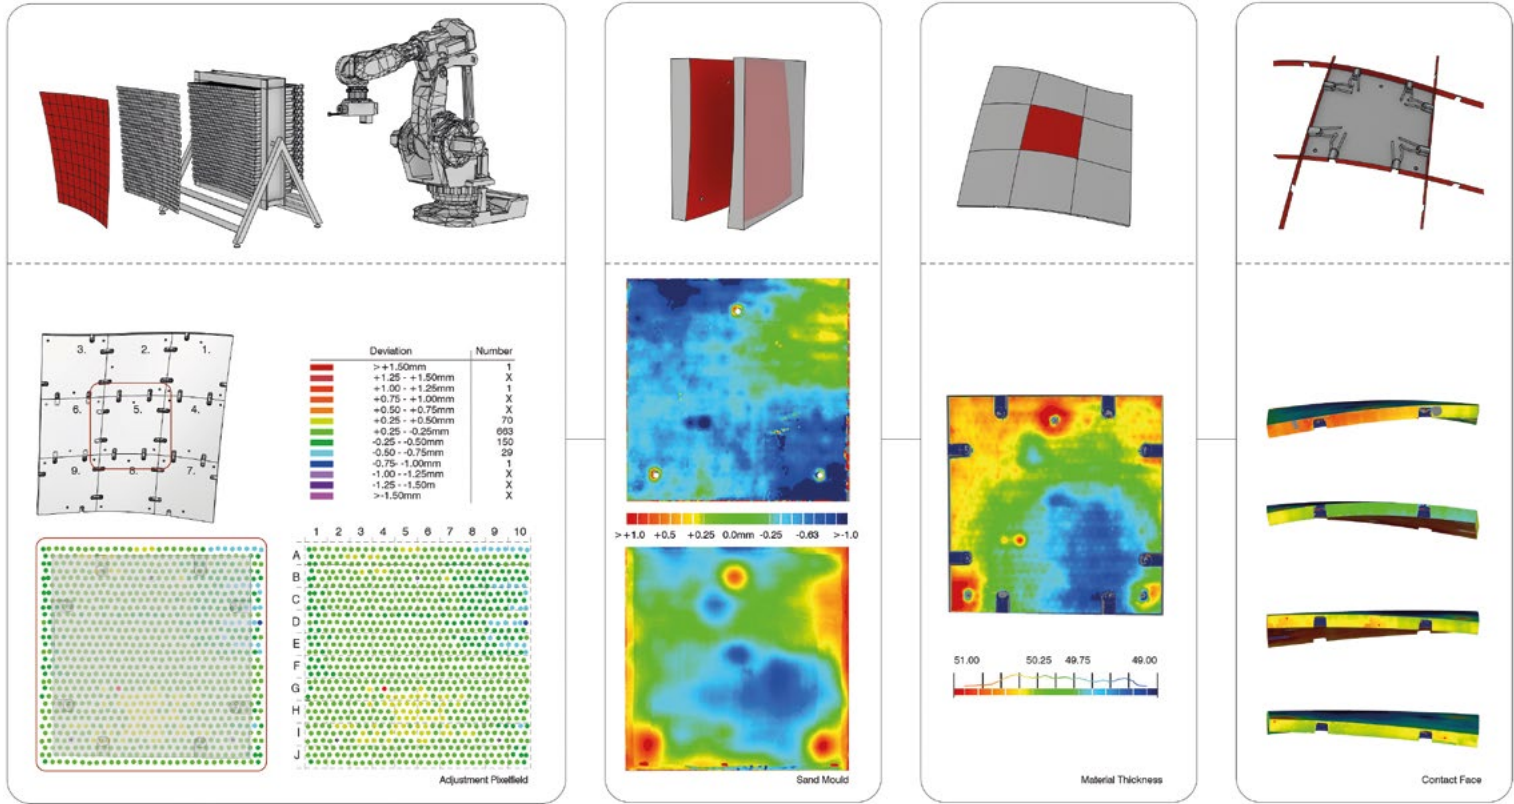 3. 2. 1.
6. 5. 4.
9. 8. 7.
Deviation Number
>+1.50mm 1
+1.25 - +1.50mm X
+1.00 - +1.25mm 1
+0.75 - +1.00mm X
+0.50 - +0.75mm X
+0.25 - +0.50mm 70
+0.25 - -0.25mm 663
-0.25 - -0.50mm 150
-0.50 - -0.75mm 29
-0.75- -1.00mm 1
-1.00 - -1.25mm X
-1.25 - -1.50m X
>-1.50mm X
1 2 3 4 5 6 7 8 9 10
A
B
C
D
E
F
G
H
I
J
Adjustment Pixelfield
>+1.0 +0.5 +0.25 0.0mm -0.25 -0.63 >-1.0
Sand Mould
51.00 50.25 49.75 49.00
Material Thickness
Contact Face